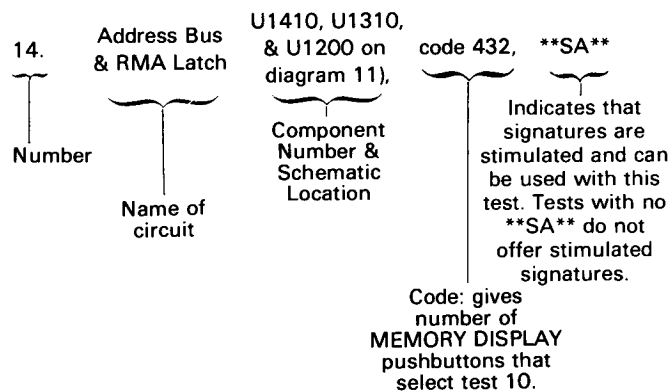 14.
Address Bus
& RMA Latch
U1410, U1310,
& U1200 on
diagram 11),
code 432,
**SA**
Number
Name of
circuit
Component
Number &
Schematic
Location
Code: gives
number of
MEMORY DISPLAY
pushbuttons that
select test 10.
Indicates that
signatures are
stimulated and can
be used with this
test. Tests with no
**SA** do not
offer stimulated
signatures.